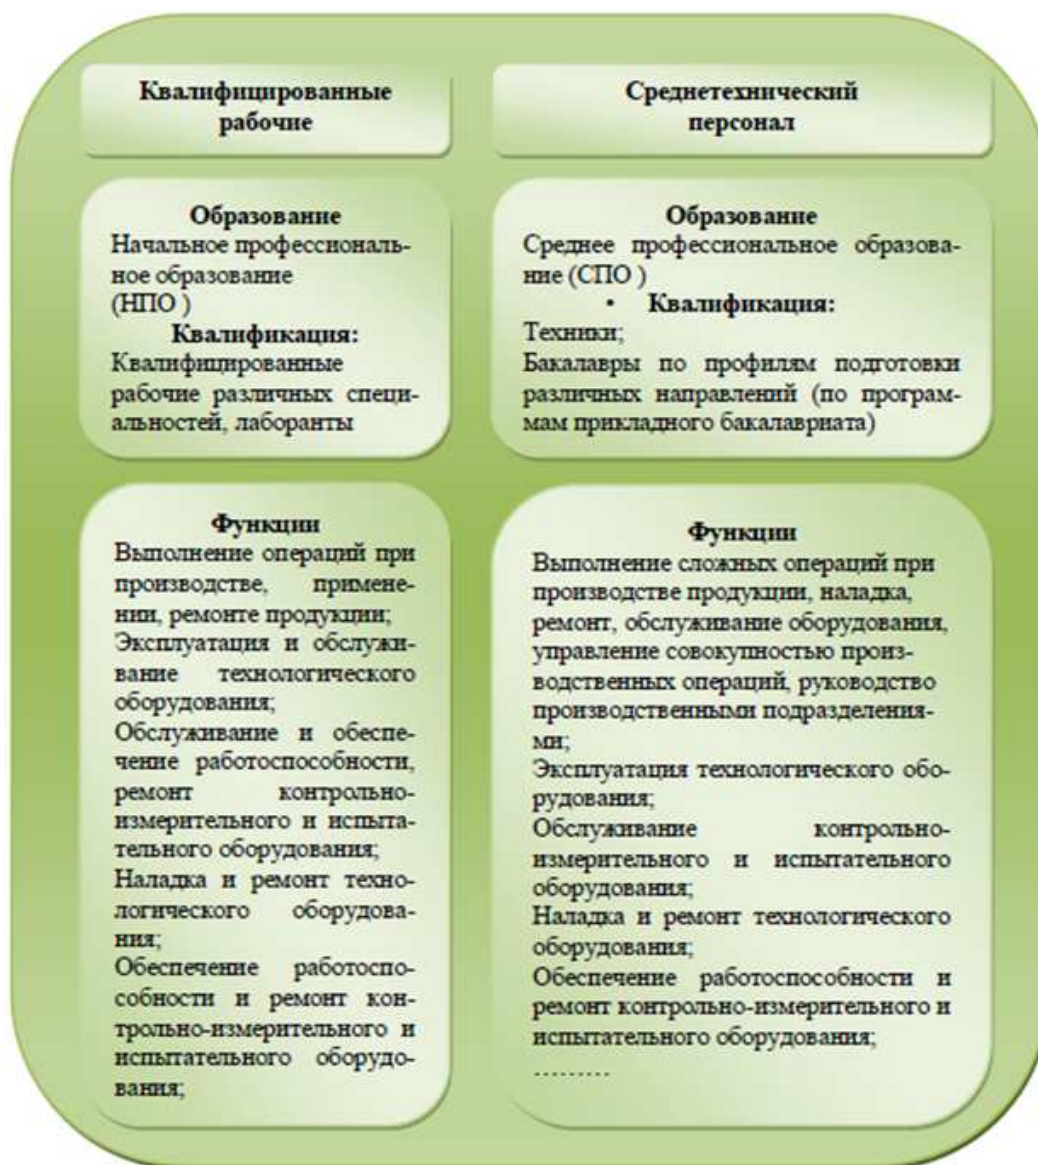 Квалифицированные
рабочие
Образование
Начальное профессиональ-
ное образование
(НПО )
Квалификация:
Квалифицированные
рабочие различных специ-
альностей, лаборанты
Функции
Выполнение операций при
производстве, примене-
нии, ремонте продукции;
Эксплуатация и обслужи-
вание технологического
оборудования;
Обслуживание и обеспе-
чение работоспособности,
ремонт контрольно-
измерительного и испыта-
тельного оборудования;
Наладка и ремонт техно-
логического оборудова-
ния;
Обеспечение работоспо-
собности и ремонт кон-
трольно-измерительного и
испытательного оборудо-
вания;
Среднетехнический
персонал
Образование
Среднее профессиональное образова-
ние (СПО )
• Квалификация:
Техники;
Бакалавры по профилям подготовки
различных направлений (по програм-
мам прикладного бакалавриата)
Функции
Выполнение сложных операций при
производстве продукции, наладка,
ремонт, обслуживание оборудования,
управление совокупностью произ-
водственных операций, руководство
производственными подразделения-
ми;
Эксплуатация технологического обо-
рудования;
Обслуживание контрольно-
измерительного и испытательного
оборудования;
Наладка и ремонт технологического
оборудования;
Обеспечение работоспособности и
ремонт контрольно-измерительного и
испытательного оборудования;
.........